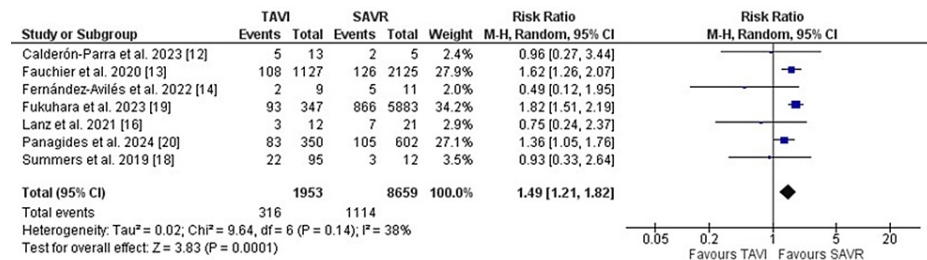 TAVI SAVR Risk Ratio Risk Ratio
Study or Subgroup Events Total Events Total Weight M-H, Random, 95% CI M-H, Random, 95% CI
Calderón-Parra et al. 2023 [12] 5 13 2 5 2.4% 0.96 [0.27, 3.44]
Fauchier et al. 2020 [13] 108 1127 126 2125 27.9% 1.62 [1.26, 2.07]
Fernández-Avilés et al. 2022 [14] 2 9 5 11 2.0% 0.49 [0.12, 1.95]
Fukuhara et al. 2023 [19] 93 347 866 5883 34.2% 1.82 [1.51, 2.19]
Lanz et al. 2021 [16] 3 12 7 21 2.9% 0.75 [0.24, 2.37]
Panagides et al. 2024 [20] 83 350 105 602 27.1% 1.36 [1.05, 1.76]
Summers et al. 2019 [18] 22 95 3 12 3.5% 0.93 [0.33, 2.64]
Total (95% CI) 1953 8659 100.0% 1.49 [1.21, 1.82]
Total events 316 1114
Heterogeneity: Tau² = 0.02; Chi² = 9.64, df = 6 (P = 0.14); I² = 38%
Test for overall effect: Z = 3.83 (P = 0.0001)
0.05 0.2 1 5 20
Favours TAVI Favours SAVR